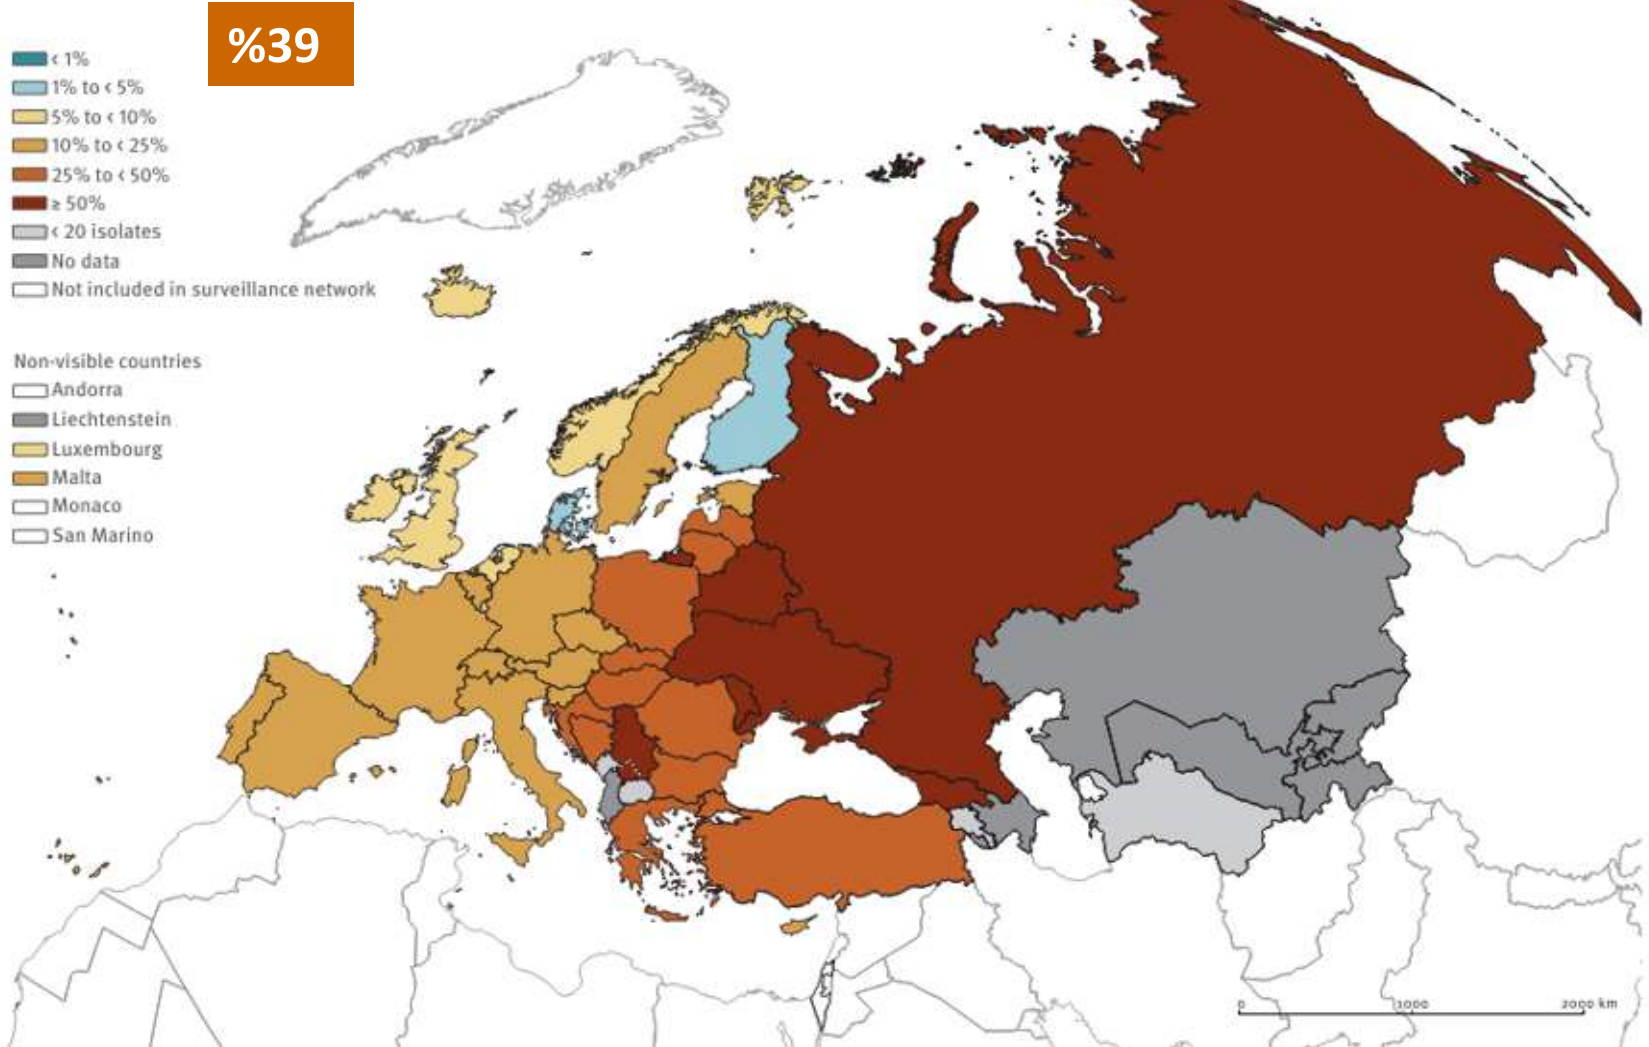 %39
< 1%
1% to < 5%
5% to < 10%
10% to < 25%
25% to < 50%
≥ 50%
< 20 isolates
No data
Not included in surveillance network
Non-visible countries
Andorra
Liechtenstein
Luxembourg
Malta
Monaco
San Marino
0 1000 2000 km